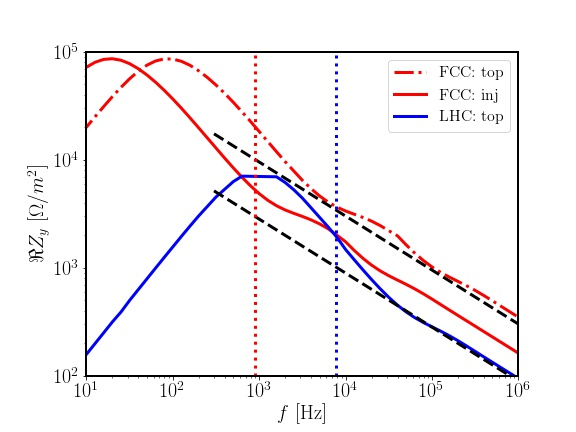 10^5
10^4
10^3
10^2
ℜZ_y [Ω/m^2]
FCC: top
FCC: inj
LHC: top
10^1 10^2 10^3 10^4 10^5 10^6
f [Hz]